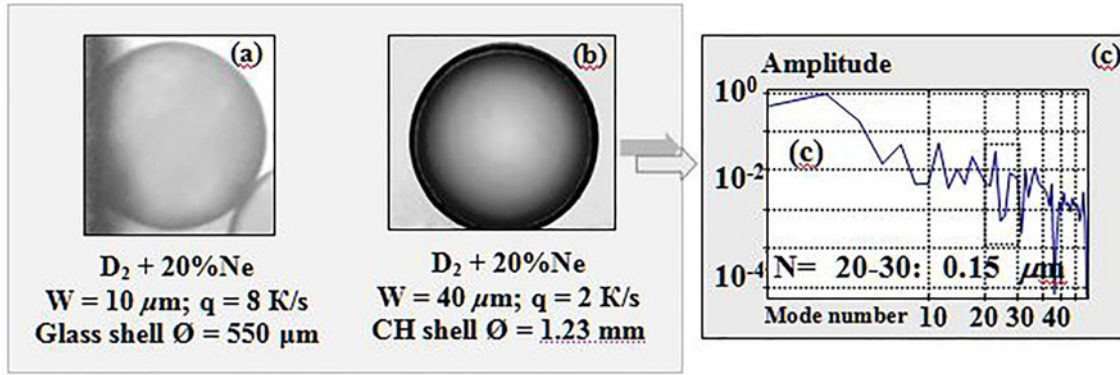 (a)
(b)
D₂ + 20%Ne
W = 10 μm; q = 8 K/s
Glass shell Ø = 550 μm
D₂ + 20%Ne
W = 40 μm; q = 2 K/s
CH shell Ø = 1.23 mm
(c)
Amplitude
10⁰
(c)
10⁻²
10⁻⁴
N= 20-30: 0.15 μm
Mode number 10 20 30 40